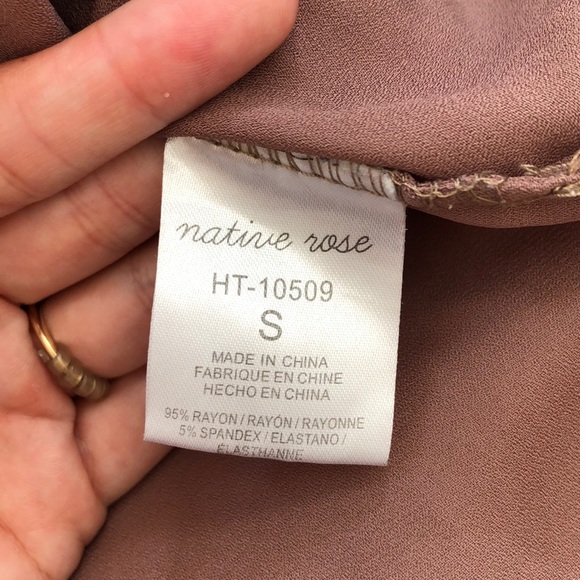 native rose
HT-10509
S
MADE IN CHINA
FABRIQUE EN CHINE
HECHO EN CHINA
95% RAYON / RAYÓN / RAYONNE
5% SPANDEX / ELASTANO /
ÉLASTHANNE